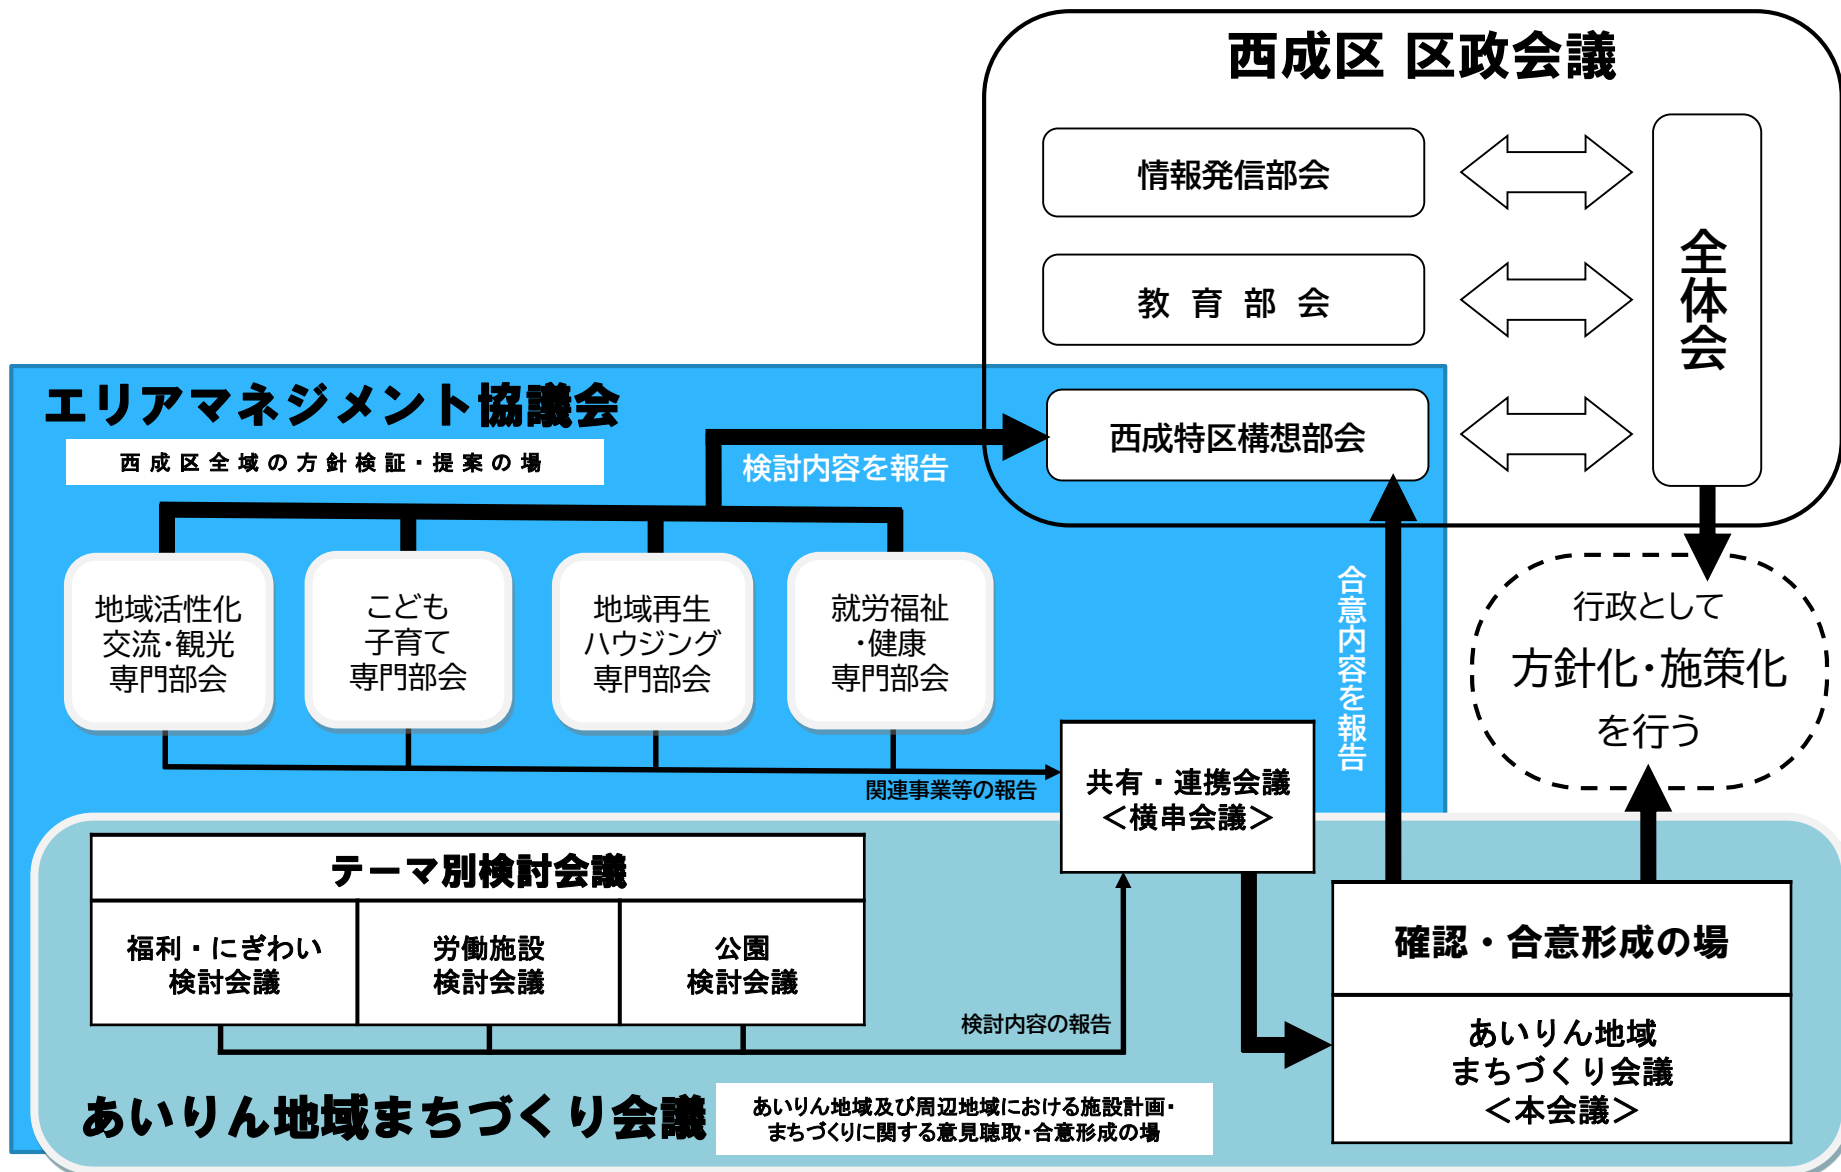 西成区 区政会議
情報発信部会
教育部会
西成特区構想部会
全体会
エリアマネジメント協議会
西成区全域の方針検証・提案の場
検討内容を報告
地域活性化
交流・観光
専門部会
こども
子育て
専門部会
地域再生
ハウジング
専門部会
就労福祉
・健康
専門部会
関連事業等の報告
合意内容を報告
行政として
方針化・施策化
を行う
共有・連携会議
＜横串会議＞
テーマ別検討会議
福利・にぎわい
検討会議
労働施設
検討会議
公園
検討会議
検討内容の報告
確認・合意形成の場
あいりん地域
まちづくり会議
＜本会議＞
あいりん地域まちづくり会議
あいりん地域及び周辺地域における施設計画・
まちづくりに関する意見聴取・合意形成の場